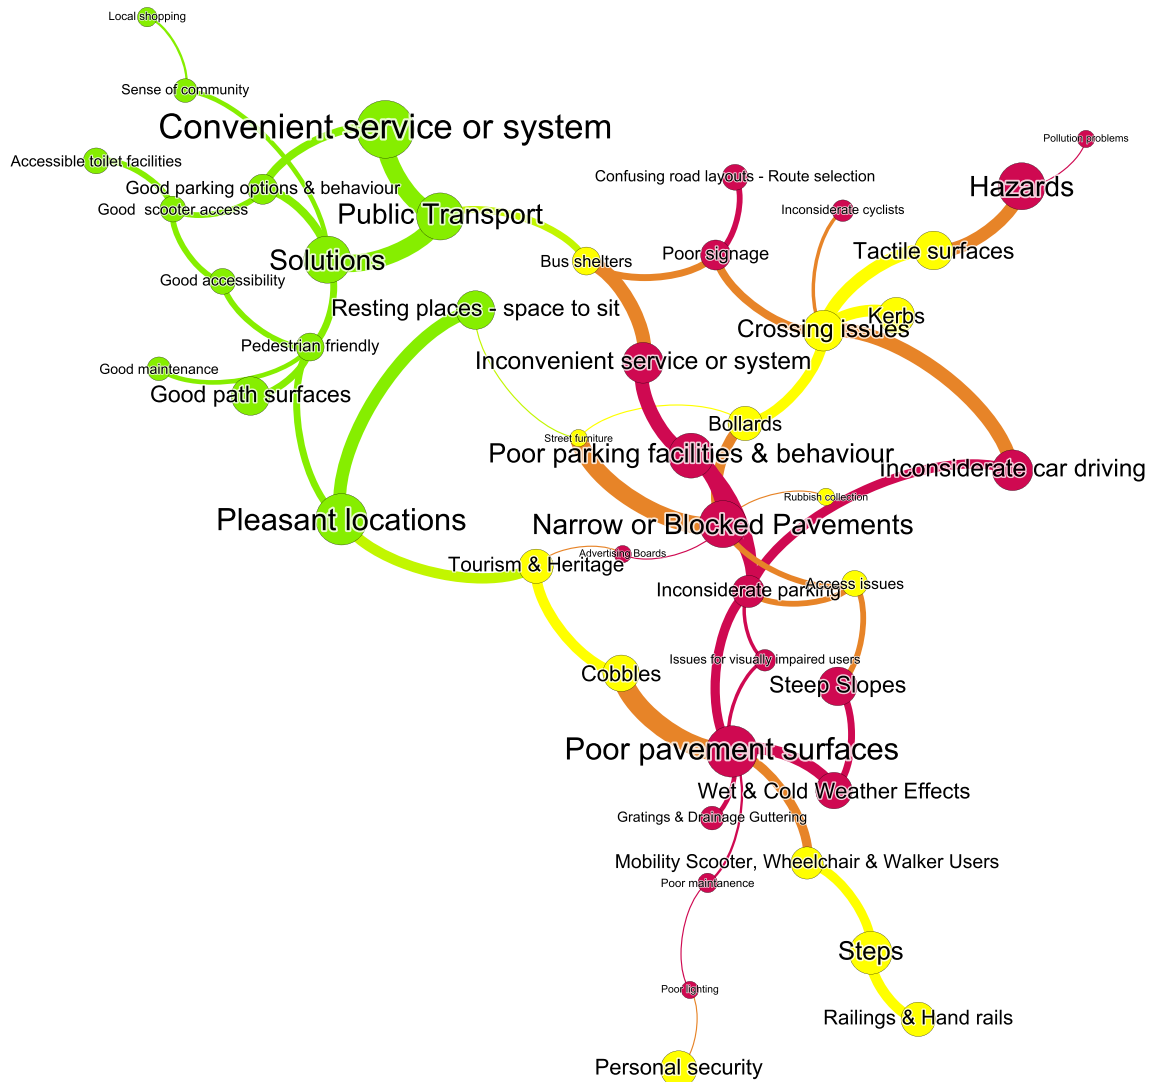 Local shopping
Sense of community
Convenient service or system
Pollution problems
Accessible toilet facilities
Good parking options & behaviour
Confusing road layouts - Route selection
Hazards
Good  scooter access
Public Transport
Inconsiderate cyclists
Solutions
Bus shelters
Poor signage
Tactile surfaces
Good accessibility
Resting places - space to sit
Kerbs
Crossing issues
Pedestrian friendly
Inconvenient service or system
Good maintenance
Good path surfaces
Bollards
Street furniture
Poor parking facilities & behaviour
inconsiderate car driving
Rubbish collection
Pleasant locations
Narrow or Blocked Pavements
Advertising Boards
Tourism & Heritage
Access issues
Inconsiderate parking
Issues for visually impaired users
Cobbles
Steep Slopes
Poor pavement surfaces
Wet & Cold Weather Effects
Gratings & Drainage Guttering
Mobility Scooter, Wheelchair & Walker Users
Poor maintanence
Steps
Poor lighting
Railings & Hand rails
Personal security